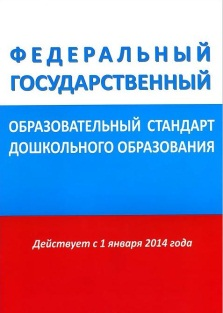 ФЕДЕРАЛЬНЫЙ
ГОСУДАРСТВЕННЫЙ
ОБРАЗОВАТЕЛЬНЫЙ СТАНДАРТ
ДОШКОЛЬНОГО ОБРАЗОВАНИЯ
Действует с 1 января 2014 года